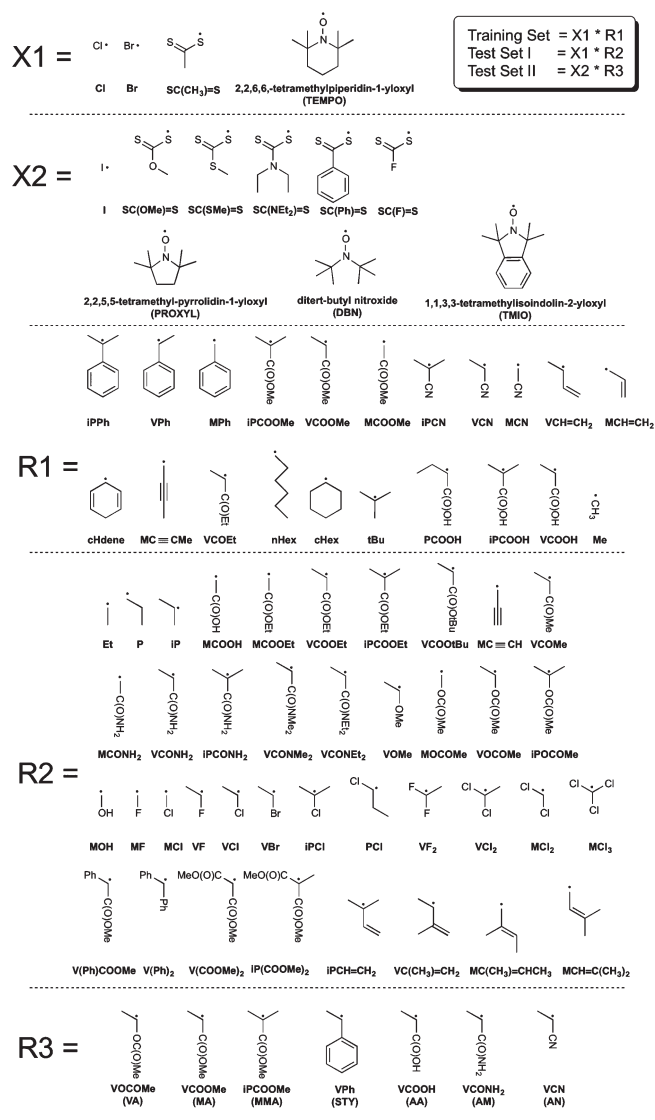 Training Set = X1 * R1
Test Set I = X1 * R2
Test Set II = X2 * R3
X1 =
Cl• Br• S S• O• N
Cl Br SC(CH₃)=S 2,2,6,6,-tetramethylpiperidin-1-yloxyl
(TEMPO)
X2 =
I• S S• O S S• S S S• N S S• S S• F
I SC(OMe)=S SC(SMe)=S SC(NEt₂)=S SC(Ph)=S SC(F)=S
O• N O• N O• N
2,2,5,5-tetramethyl-pyrrolidin-1-yloxyl
(PROXYL)
ditert-butyl nitroxide
(DBN)
1,1,3,3-tetramethylisoindolin-2-yloxyl
(TMIO)
R1 =
C(O)OMe C(O)OMe C(O)OMe CN CN CN
iPPh VPh MPh iPCOOMe VCOOMe MCOOMe iPCN VCN MCN VCH=CH₂ MCH=CH₂
C(O)Et C(O)OH C(O)OH C(O)OH •CH₃
cHdene MC≡CMe VCOEt nHex cHex tBu PCOOH iPCOOH VCOOH Me
R2 =
C(O)OH C(O)OEt C(O)OEt C(O)OEt C(O)OtBu C(O)Me
Et P iP MCOOH MCOOEt VCOOEt iPCOOEt VCOOtBu MC≡CH VCOMe
C(O)NH₂ C(O)NH₂ C(O)NH₂ C(O)NMe₂ C(O)NEt₂ OMe OC(O)Me OC(O)Me OC(O)Me
MCONH₂ VCONH₂ iPCONH₂ VCONMe₂ VCONEt₂ VOMe MOCOMe VOCOMe iPOCOMe
OH F Cl F Cl Br Cl Cl F F Cl Cl Cl Cl Cl Cl Cl
MOH MF MCl VF VCl VBr iPCl PCl VF₂ VCl₂ MCl₂ MCl₃
Ph C(O)OMe Ph Ph MeO(O)C C(O)OMe MeO(O)C C(O)OMe
V(Ph)COOMe V(Ph)₂ V(COOMe)₂ iP(COOMe)₂ iPCH=CH₂ VC(CH₃)=CH₂ MC(CH₃)=CHCH₃ MCH=C(CH₃)₂
R3 =
OC(O)Me C(O)OMe C(O)OMe C(O)OH C(O)NH₂ CN
VOCOMe VCOOMe iPCOOMe VPh VCOOH VCONH₂ VCN
(VA) (MA) (MMA) (STY) (AA) (AM) (AN)